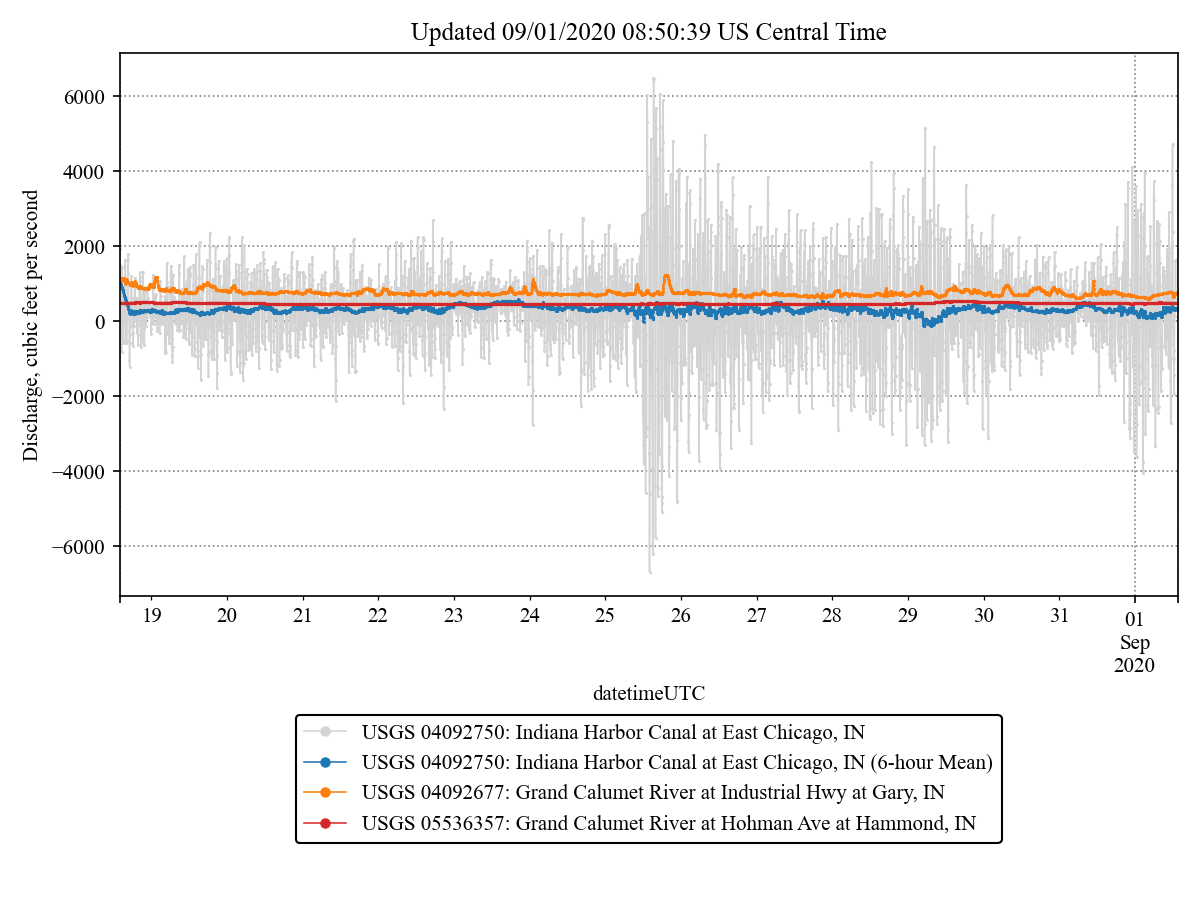 Updated 09/01/2020 08:50:39 US Central Time
Discharge, cubic feet per second
6000
4000
2000
0
−2000
−4000
−6000
19 20 21 22 23 24 25 26 27 28 29 30 31 01
Sep
2020
datetimeUTC
USGS 04092750: Indiana Harbor Canal at East Chicago, IN
USGS 04092750: Indiana Harbor Canal at East Chicago, IN (6-hour Mean)
USGS 04092677: Grand Calumet River at Industrial Hwy at Gary, IN
USGS 05536357: Grand Calumet River at Hohman Ave at Hammond, IN